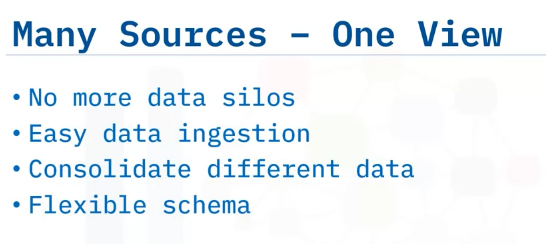 Many Sources – One View
• No more data silos
• Easy data ingestion
• Consolidate different data
• Flexible schema